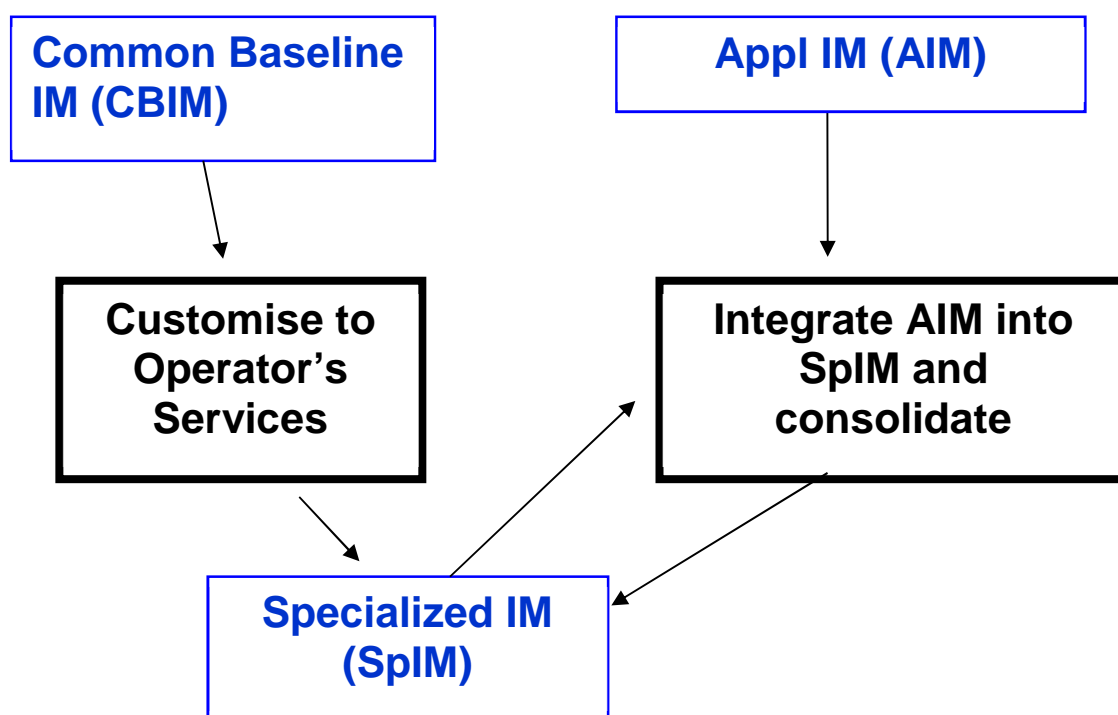 Common Baseline
IM (CBIM)
Appl IM (AIM)
Customise to
Operator’s
Services
Integrate AIM into
SpIM and
consolidate
Specialized IM
(SpIM)